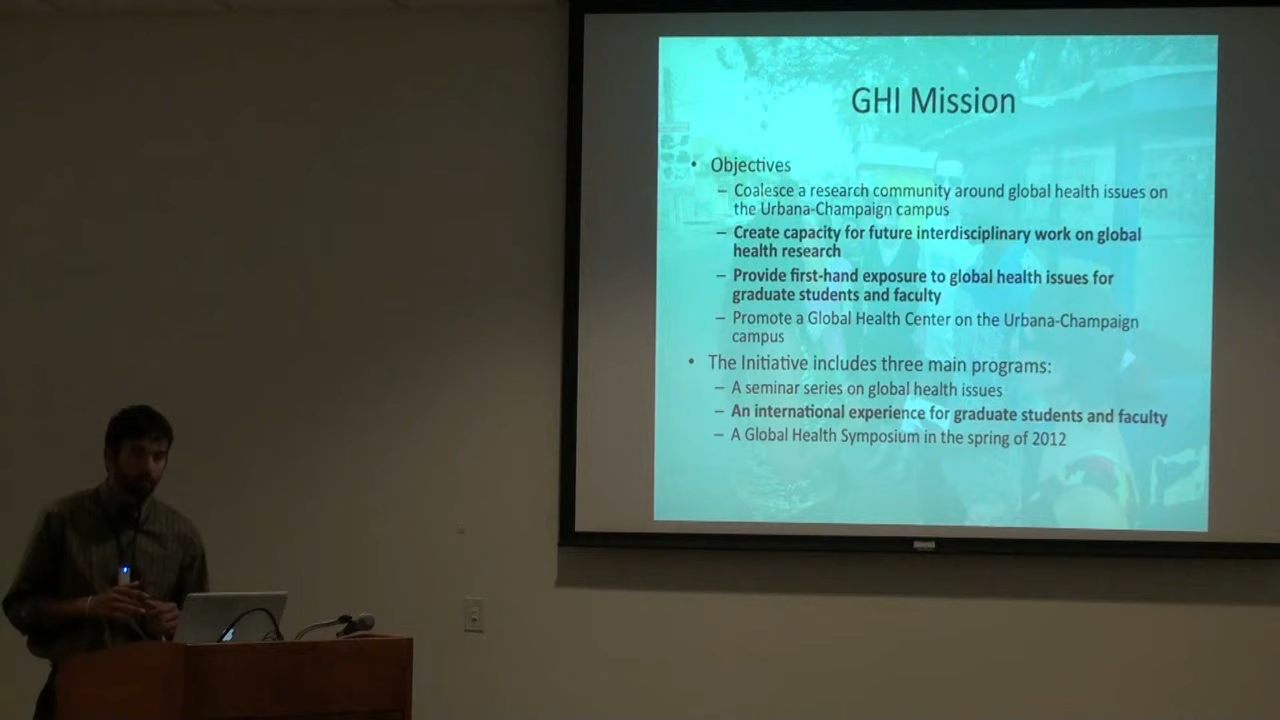 GHI Mission
• Objectives
– Coalesce a research community around global health issues on
the Urbana-Champaign campus
– Create capacity for future interdisciplinary work on global
health research
– Provide first-hand exposure to global health issues for
graduate students and faculty
– Promote a Global Health Center on the Urbana-Champaign
campus
• The Initiative includes three main programs:
– A seminar series on global health issues
– An international experience for graduate students and faculty
– A Global Health Symposium in the spring of 2012